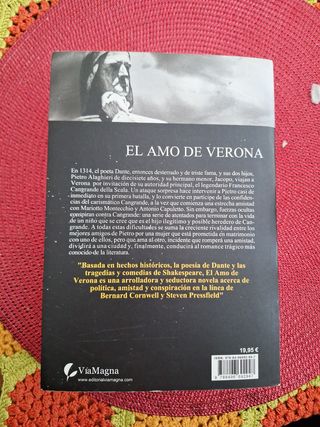 EL AMO DE VERONA
En 1314, el poeta Dante, entonces desterrado y de triste fama, y sus dos hijos,
Pietro Alaghieri de diecisiete años, y su hermano menor, Jacopo, viajan a
Verona por invitación de su autoridad principal, el legendario Francesco
Cangrande della Scala. Un ataque sorpresa hace intervenir a Pietro casi de
inmediato en su primera batalla, y lo convierte en partícipe de las confiden-
cias del carismático Cangrande, a la vez que comienza una estrecha amistad
con Mariotto Montecchio y Antonio Capuleto. Sin embargo, fuerzas ocultas
conspiran contra Cangrande: una serie de atentados para terminar con la vida
de un niño que se cree que es el hijo ilegítimo y posible heredero de Can-
grande. A todas estas dificultades se suma la creciente rivalidad entre los
mejores amigos de Pietro por una mujer que está prometida en matrimonio
con uno de ellos, pero que ama al otro, incidente que romperá una amistad,
dividirá a una ciudad y, finalmente, conducirá al romance trágico más
conocido de la literatura.
"Basada en hechos históricos, la poesía de Dante y las
tragedias y comedias de Shakespeare, El Amo de
Verona es una arrolladora y seductora novela acerca de
política, amistad y conspiración en la línea de
Bernard Cornwell y Steven Pressfield"
19,95 €
VíaMagna
www.editorialviamagna.com